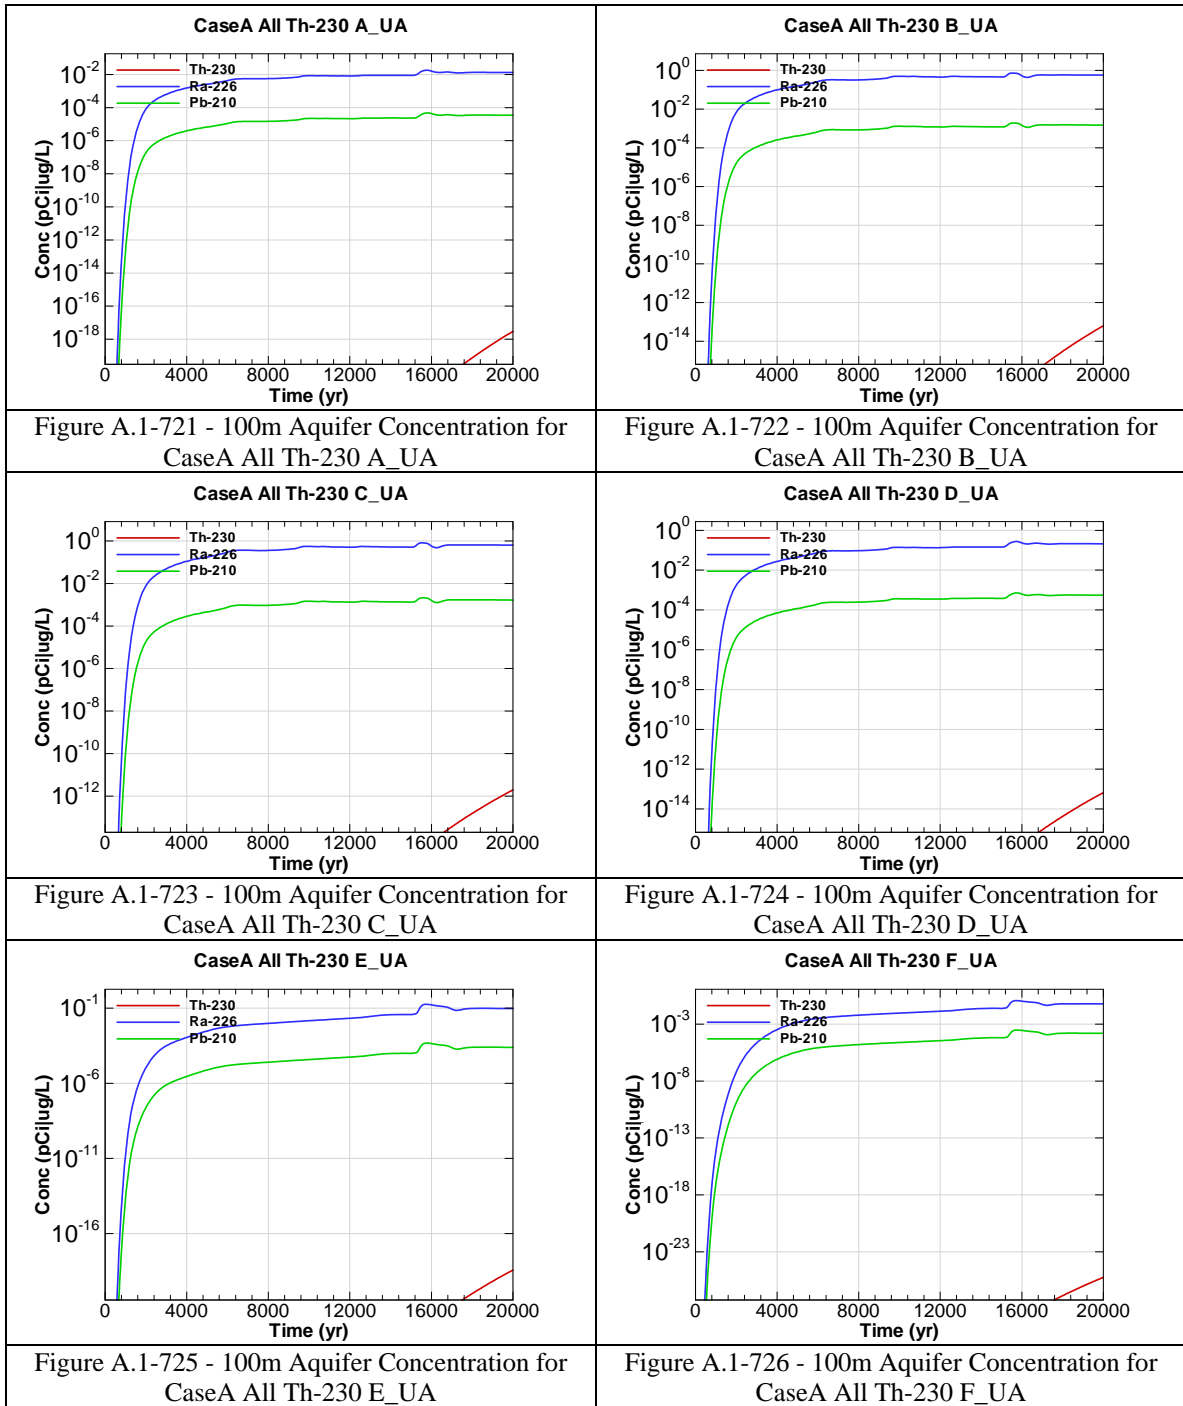 CaseA All Th-230 A_UA
Th-230
Ra-226
Pb-210
Conc (pCi|ug/L)
10-2
10-4
10-6
10-8
10-10
10-12
10-14
10-16
10-18
0 4000 8000 12000 16000 20000
Time (yr)
Figure A.1-721 - 100m Aquifer Concentration for
CaseA All Th-230 A_UA
CaseA All Th-230 B_UA
Th-230
Ra-226
Pb-210
Conc (pCi|ug/L)
100
10-2
10-4
10-6
10-8
10-10
10-12
10-14
0 4000 8000 12000 16000 20000
Time (yr)
Figure A.1-722 - 100m Aquifer Concentration for
CaseA All Th-230 B_UA
CaseA All Th-230 C_UA
Th-230
Ra-226
Pb-210
Conc (pCi|ug/L)
100
10-2
10-4
10-6
10-8
10-10
10-12
0 4000 8000 12000 16000 20000
Time (yr)
Figure A.1-723 - 100m Aquifer Concentration for
CaseA All Th-230 C_UA
CaseA All Th-230 D_UA
Th-230
Ra-226
Pb-210
Conc (pCi|ug/L)
100
10-2
10-4
10-6
10-8
10-10
10-12
10-14
0 4000 8000 12000 16000 20000
Time (yr)
Figure A.1-724 - 100m Aquifer Concentration for
CaseA All Th-230 D_UA
CaseA All Th-230 E_UA
Th-230
Ra-226
Pb-210
Conc (pCi|ug/L)
10-1
10-6
10-11
10-16
0 4000 8000 12000 16000 20000
Time (yr)
Figure A.1-725 - 100m Aquifer Concentration for
CaseA All Th-230 E_UA
CaseA All Th-230 F_UA
Th-230
Ra-226
Pb-210
Conc (pCi|ug/L)
10-3
10-8
10-13
10-18
10-23
0 4000 8000 12000 16000 20000
Time (yr)
Figure A.1-726 - 100m Aquifer Concentration for
CaseA All Th-230 F_UA